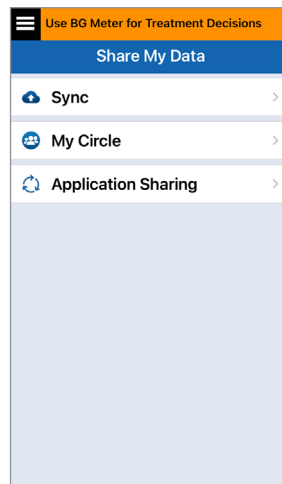 Use BG Meter for Treatment Decisions
Share My Data
Sync
My Circle
Application Sharing